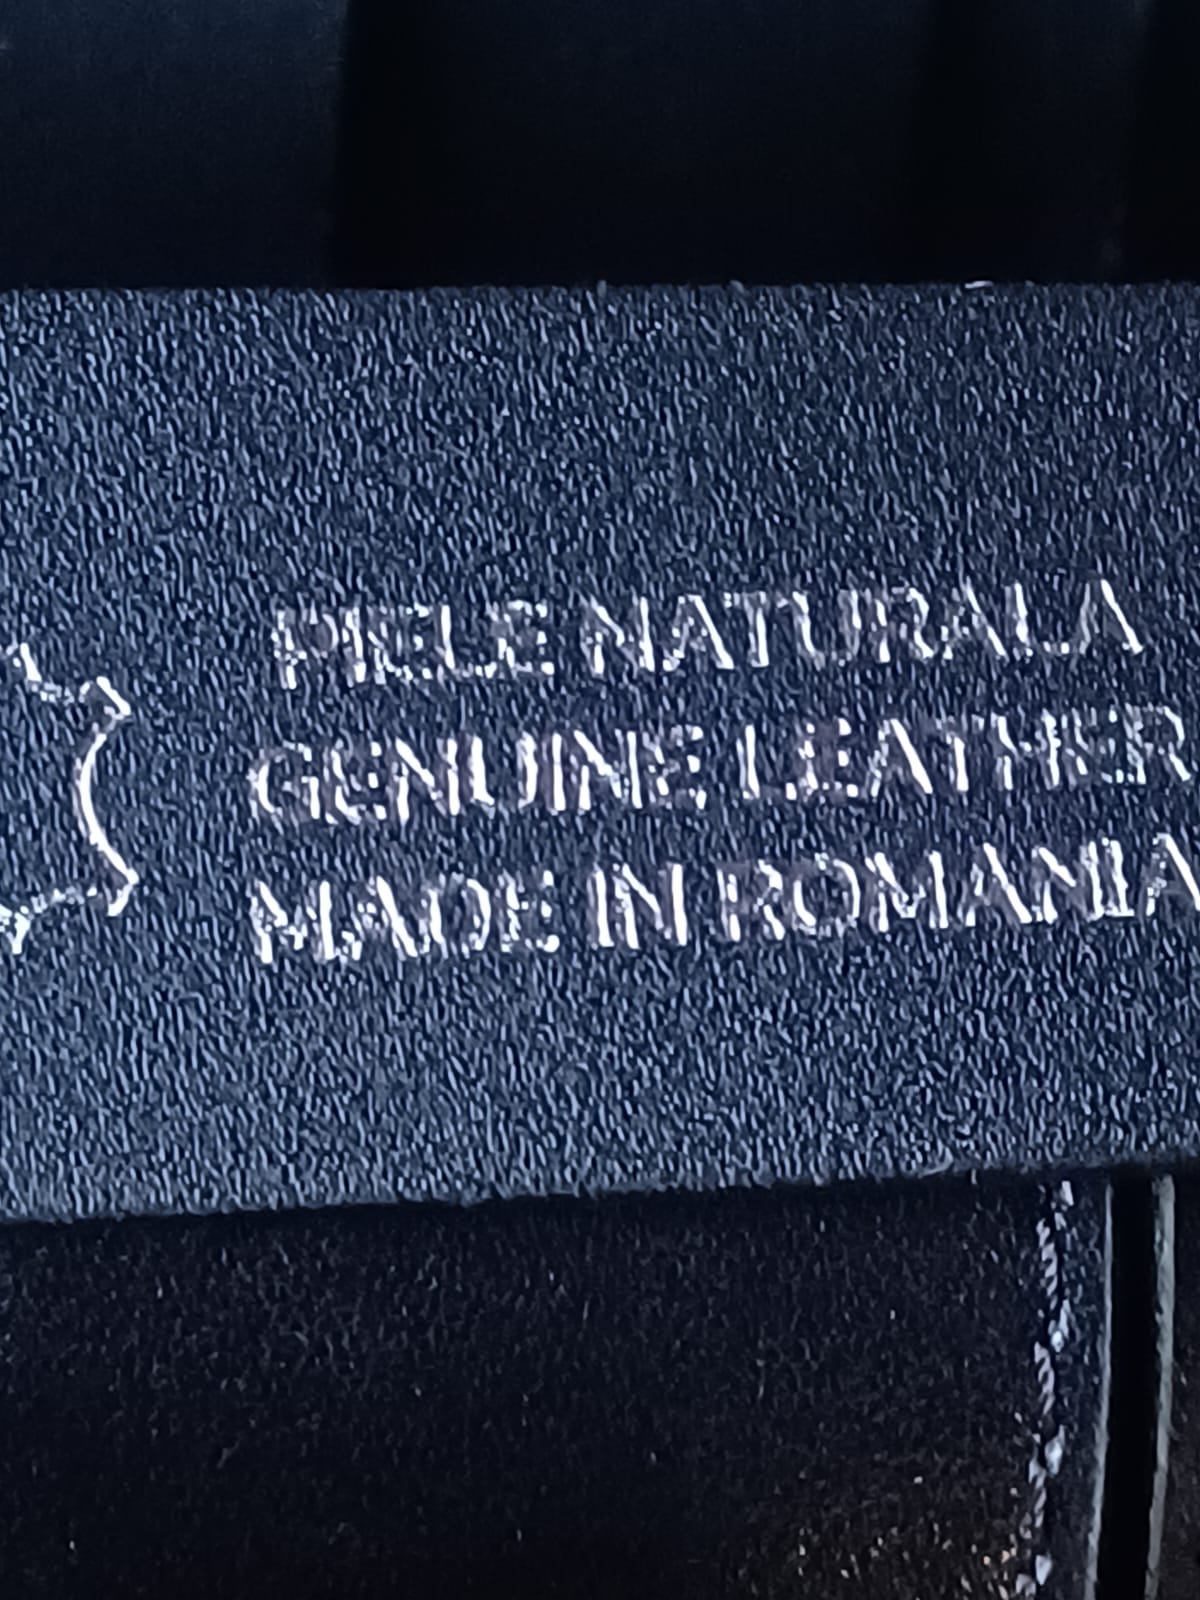 PIELE NATURALA
GENUINE LEATHER
MADE IN ROMANIA